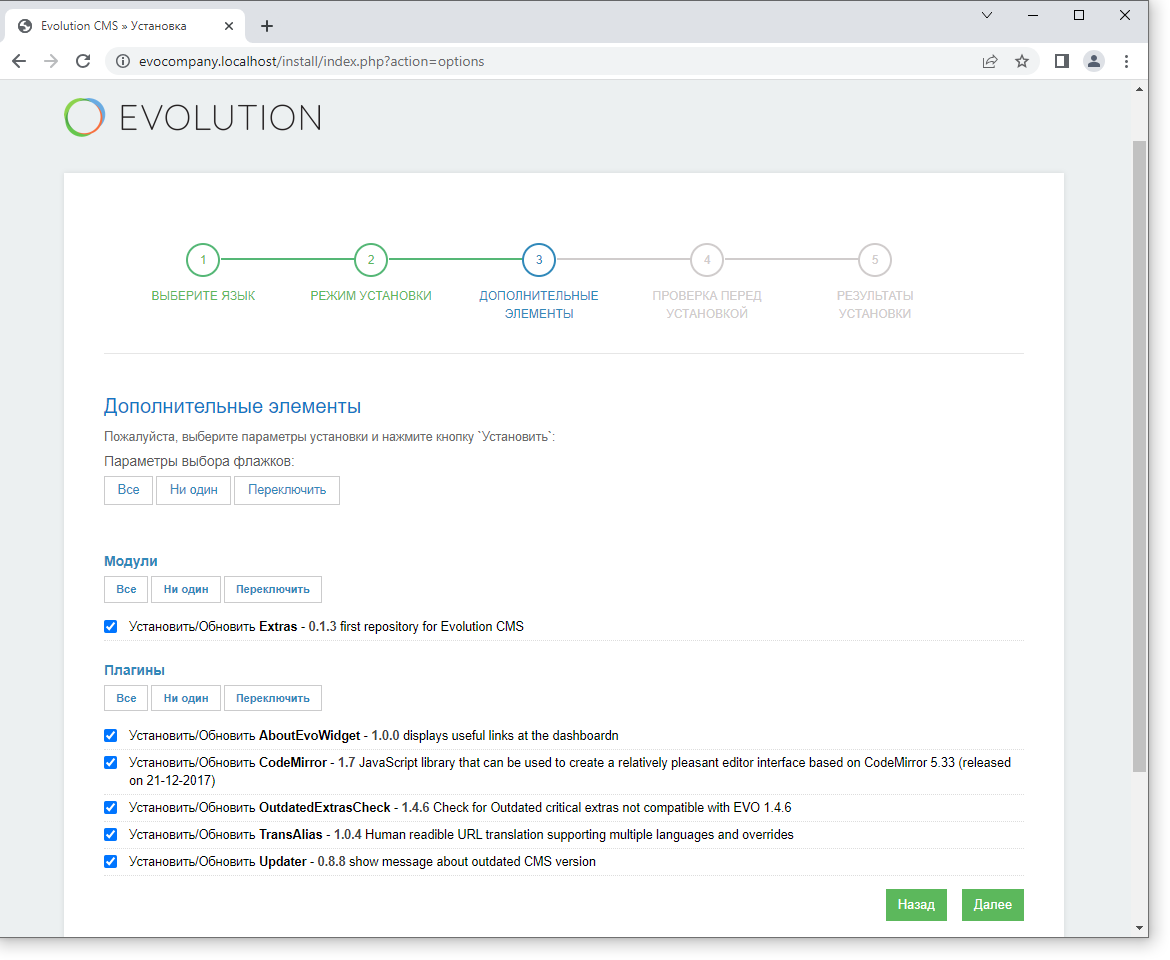 Evolution CMS » Установка
evocompany.localhost/install/index.php?action=options
EVOLUTION
1
2
3
4
5
ВЫБЕРИТЕ ЯЗЫК
РЕЖИМ УСТАНОВКИ
ДОПОЛНИТЕЛЬНЫЕ
ЭЛЕМЕНТЫ
ПРОВЕРКА ПЕРЕД
УСТАНОВКОЙ
РЕЗУЛЬТАТЫ
УСТАНОВКИ
Дополнительные элементы
Пожалуйста, выберите параметры установки и нажмите кнопку `Установить`:
Параметры выбора флажков:
Все Ни один Переключить
Модули
Все Ни один Переключить
Установить/Обновить Extras - 0.1.3 first repository for Evolution CMS
Плагины
Все Ни один Переключить
Установить/Обновить AboutEvoWidget - 1.0.0 displays useful links at the dashboardn
Установить/Обновить CodeMirror - 1.7 JavaScript library that can be used to create a relatively pleasant editor interface based on CodeMirror 5.33 (released
on 21-12-2017)
Установить/Обновить OutdatedExtrasCheck - 1.4.6 Check for Outdated critical extras not compatible with EVO 1.4.6
Установить/Обновить TransAlias - 1.0.4 Human readible URL translation supporting multiple languages and overrides
Установить/Обновить Updater - 0.8.8 show message about outdated CMS version
Назад Далее